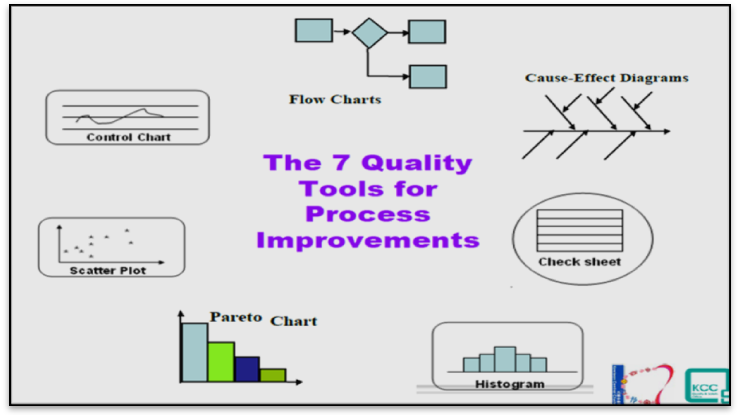 Flow Charts
Cause-Effect Diagrams
Control Chart
The 7 Quality
Tools for
Process
Improvements
Check sheet
Scatter Plot
Pareto Chart
Histogram
KCC